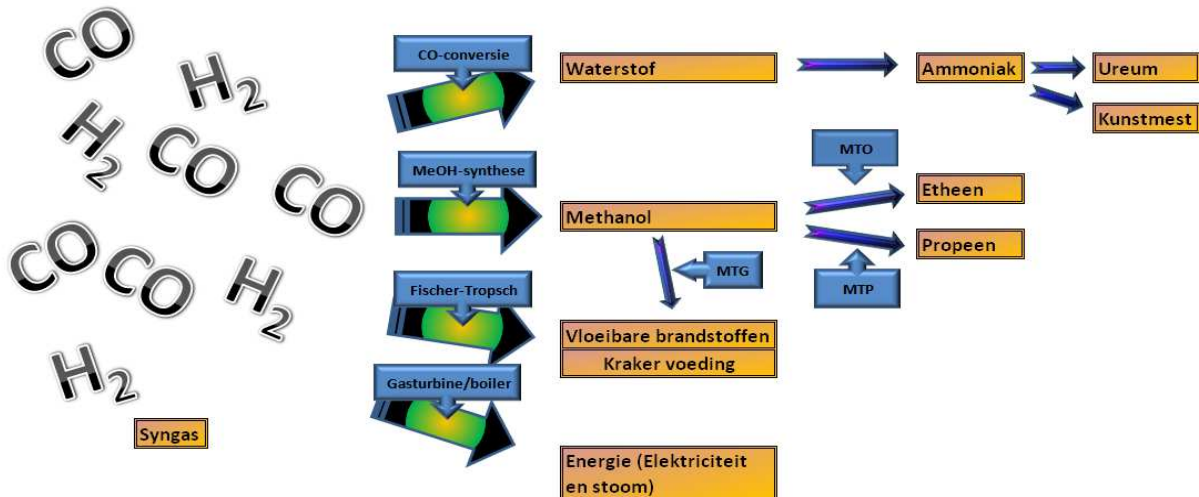 CO
H2
H2
CO
CO
CO
CO
H2
H2
Syngas
CO-conversie
Waterstof
Ammoniak
Ureum
Kunstmest
MeOH-synthese
Methanol
MTO
Etheen
Propeen
MTP
MTG
Fischer-Tropsch
Vloeibare brandstoffen
Kraker voeding
Gasturbine/boiler
Energie (Elektriciteit
en stoom)